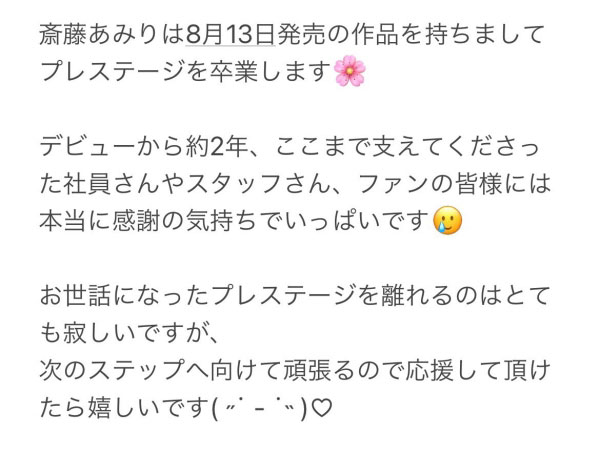 斎藤あみりは8月13日発売の作品を持ちまして
プレステージを卒業します🌸
デビューから約2年、ここまで支えてくださっ
た社員さんやスタッフさん、ファンの皆様には
本当に感謝の気持ちでいっぱいです🥲
お世話になったプレステージを離れるのはとて
も寂しいですが、
次のステップへ向けて頑張るので応援して頂け
たら嬉しいです( ˶˙ - ˙˶ )♡